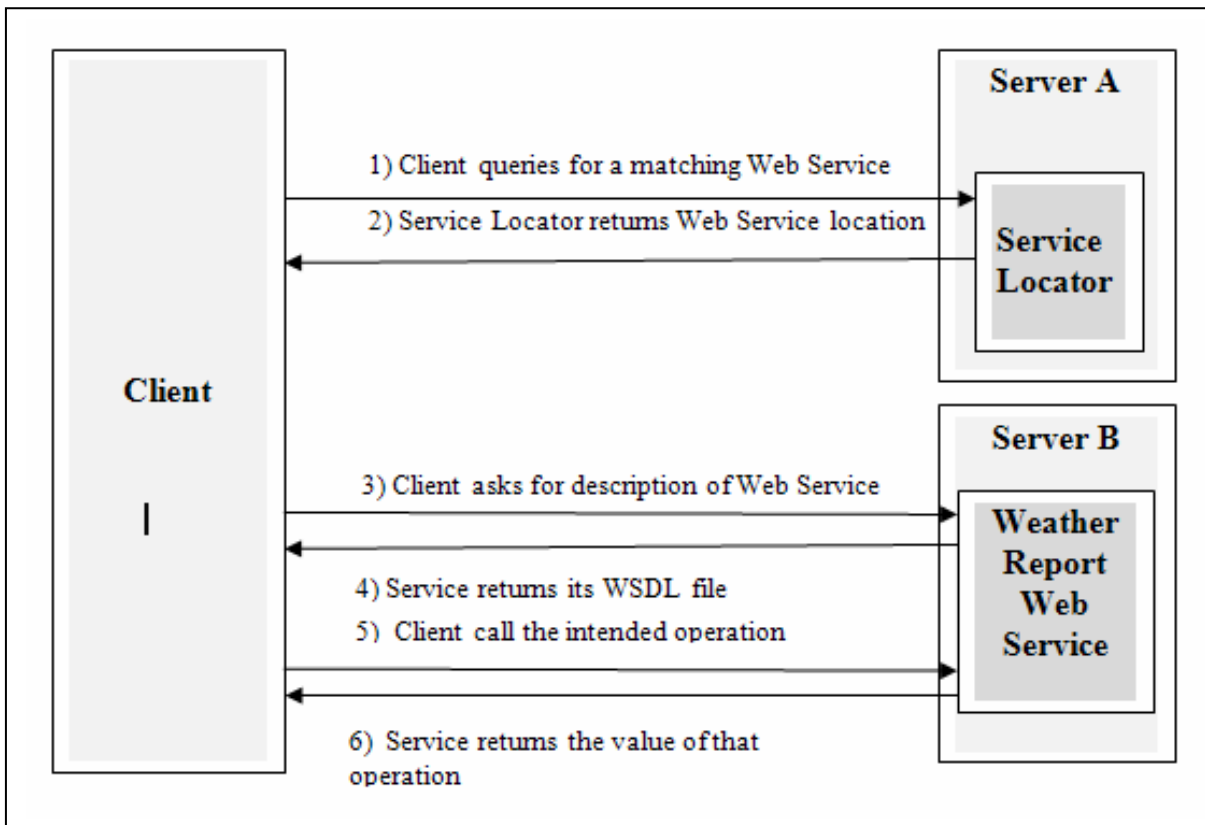 Server A
1) Client queries for a matching Web Service
2) Service Locator returns Web Service location
Service
Locator
Client
Server B
3) Client asks for description of Web Service
Weather
Report
Web
Service
4) Service returns its WSDL file
5) Client call the intended operation
6) Service returns the value of that
operation